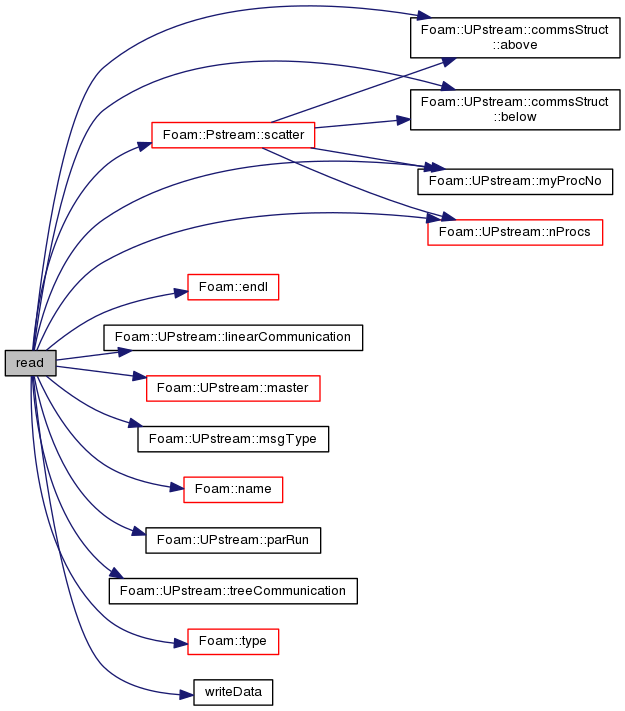 Foam::UPstream::commsStruct
::above
Foam::UPstream::commsStruct
::below
Foam::Pstream::scatter
Foam::UPstream::myProcNo
Foam::UPstream::nProcs
Foam::endl
Foam::UPstream::linearCommunication
read
Foam::UPstream::master
Foam::UPstream::msgType
Foam::name
Foam::UPstream::parRun
Foam::UPstream::treeCommunication
Foam::type
writeData